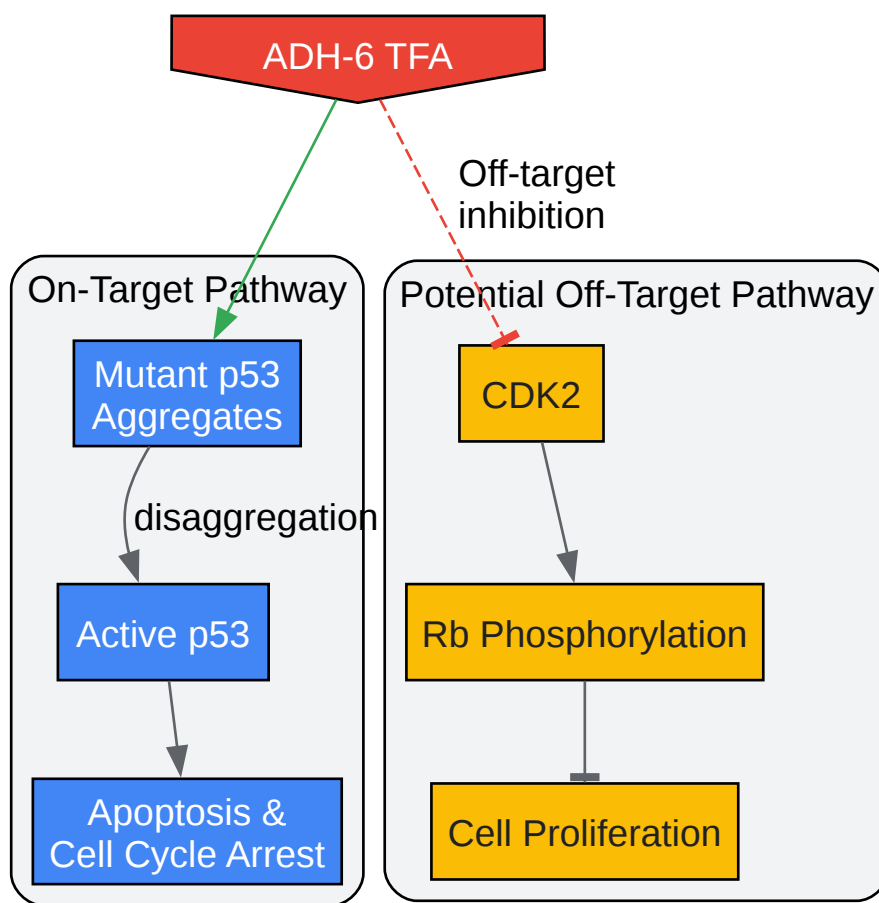 ADH-6 TFA
Off-target
inhibition
On-Target Pathway
Potential Off-Target Pathway
Mutant p53
Aggregates
CDK2
disaggregation
Active p53
Rb Phosphorylation
Apoptosis &
Cell Cycle Arrest
Cell Proliferation